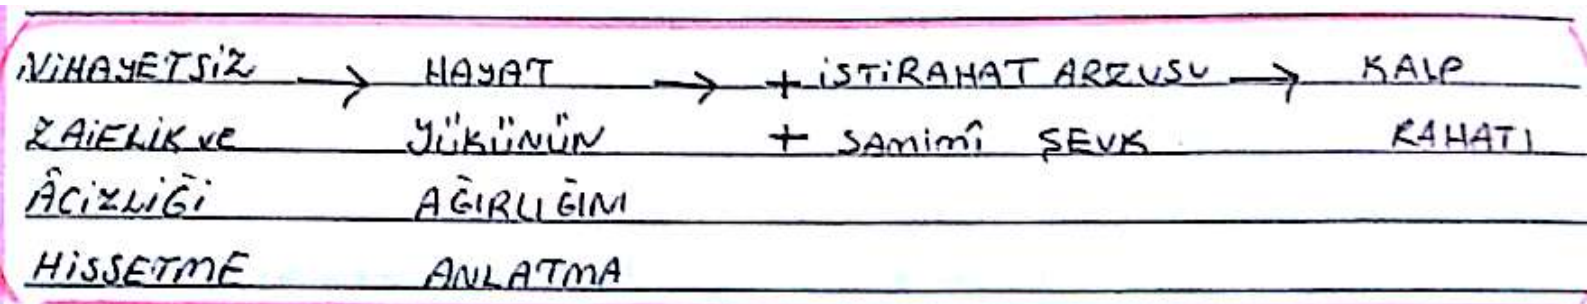 NİHAYETSİZ → HAYAT → + İSTİRAHAT ARZUSU → KALP
ZAİFLİK ve YÜKÜNÜN + SAMİMÎ ŞEVK RAHATI
ÂCİZLİĞİ AĞIRLIĞINI
HİSSETME ANLATMA